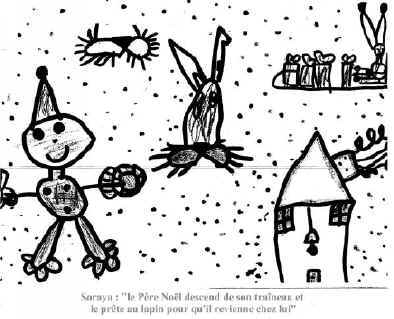 Soraya : "le Père Noël descend de son traîneau et
le prête au lapin pour qu'il revienne chez lui"